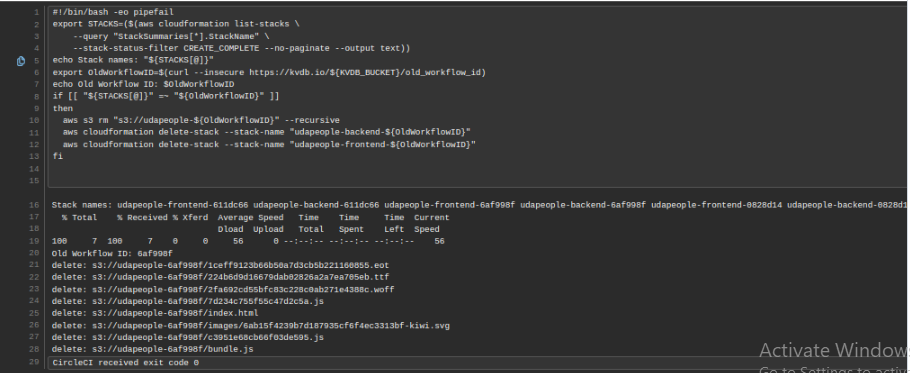 1 #!/bin/bash -eo pipefail
2 export STACKS=($(aws cloudformation list-stacks \
3 --query "StackSummaries[*].StackName" \
4 --stack-status-filter CREATE_COMPLETE --no-paginate --output text))
5 echo Stack names: "${STACKS[@]}"
6 export OldWorkflowID=$(curl --insecure https://kvdb.io/${KVDB_BUCKET}/old_workflow_id)
7 echo Old Workflow ID: $OldWorkflowID
8 if [[ "${STACKS[@]}" =~ "${OldWorkflowID}" ]]
9 then
10 aws s3 rm "s3://udapeople-${OldWorkflowID}" --recursive
11 aws cloudformation delete-stack --stack-name "udapeople-backend-${OldWorkflowID}"
12 aws cloudformation delete-stack --stack-name "udapeople-frontend-${OldWorkflowID}"
13 fi
14
15
16 Stack names: udapeople-frontend-611dc66 udapeople-backend-611dc66 udapeople-frontend-6af998f udapeople-backend-6af998f udapeople-frontend-0828d14 udapeople-backend-0828d1
17 % Total % Received % Xferd Average Speed Time Time Time Current
18 Dload Upload Total Spent Left Speed
19 100 7 100 7 0 0 56 0 --:--:-- --:--:-- --:--:-- 56
20 Old Workflow ID: 6af998f
21 delete: s3://udapeople-6af998f/1ceff9123b66b50a7d3cb5b221160855.eot
22 delete: s3://udapeople-6af998f/224b6d9d16679dab02826a2a7ea705eb.ttf
23 delete: s3://udapeople-6af998f/2fa692cd55bfc83c228c0ab271e4388c.woff
24 delete: s3://udapeople-6af998f/7d234c755f55c47d2c5a.js
25 delete: s3://udapeople-6af998f/index.html
26 delete: s3://udapeople-6af998f/images/6ab15f4239b7d187935cf6f4ec3313bf-kiwi.svg
27 delete: s3://udapeople-6af998f/c3951e68cb66f03de595.js
28 delete: s3://udapeople-6af998f/bundle.js
29 CircleCI received exit code 0
Activate Window
Go to Settings to activ